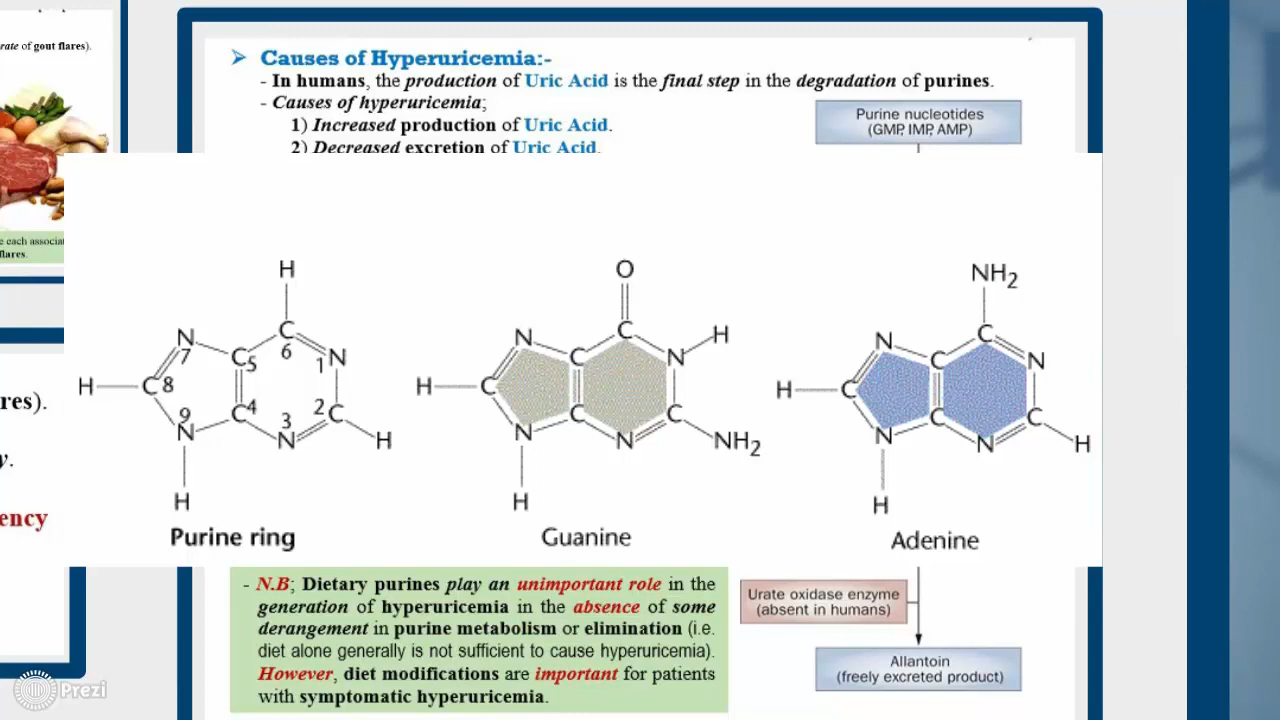 rate of gout flares).
e each associat
flares.
res).
y.
ency
➢ Causes of Hyperuricemia:-
- In humans, the production of Uric Acid is the final step in the degradation of purines.
- Causes of hyperuricemia;
1) Increased production of Uric Acid.
2) Decreased excretion of Uric Acid.
Purine nucleotides
(GMP, IMP, AMP)
H
N 7 C 5 C 6 1 N
H C 8
9 N C 4 3 N 2 C H
H
Purine ring
O
N C C N H
H C
N C N C NH2
H
Guanine
NH2
N C C N
H C
N C N C H
H
Adenine
- N.B; Dietary purines play an unimportant role in the
generation of hyperuricemia in the absence of some
derangement in purine metabolism or elimination (i.e.
diet alone generally is not sufficient to cause hyperuricemia).
However, diet modifications are important for patients
with symptomatic hyperuricemia.
Urate oxidase enzyme
(absent in humans)
Allantoin
(freely excreted product)
Prezi